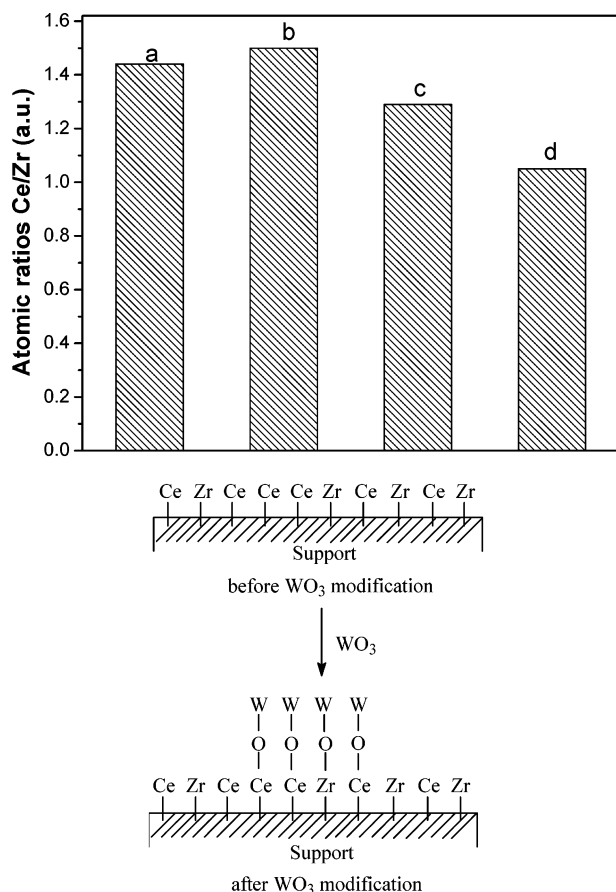 Atomic ratios Ce/Zr (a.u.)
1.6
1.4
1.2
1.0
0.8
0.6
0.4
0.2
0.0
a
b
c
d
Ce Zr Ce Ce Ce Zr Ce Zr Ce Zr
Support
before WO₃ modification
WO₃
W W W W
O O O O
Ce Zr Ce Ce Ce Zr Ce Zr Ce Zr
Support
after WO₃ modification